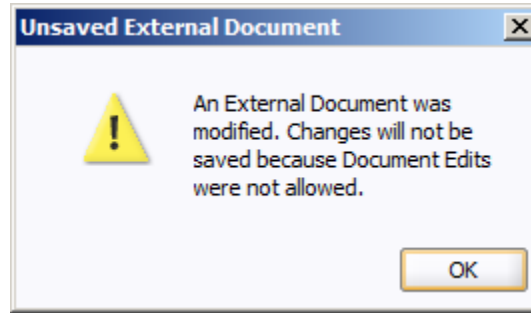 Unsaved External Document
An External Document was
modified. Changes will not be
saved because Document Edits
were not allowed.
OK